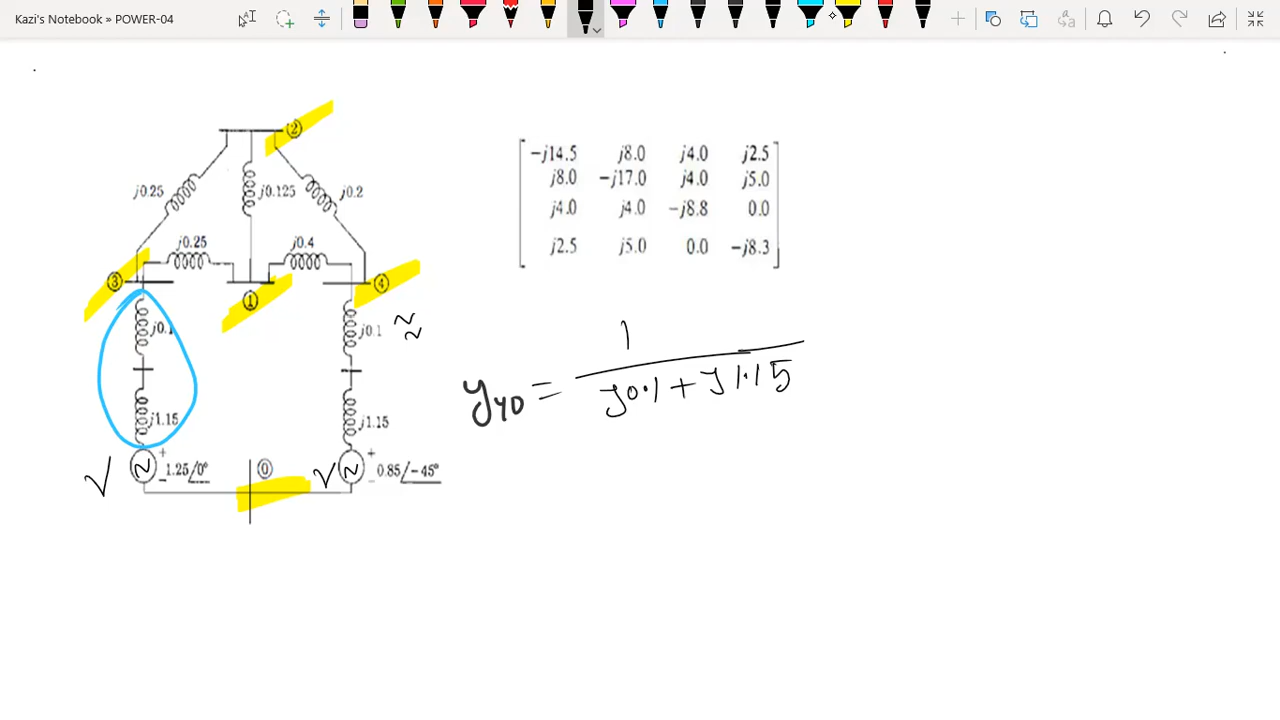 Kazi's Notebook » POWER-04
②
j0.25
j0.125
j0.2
j0.25
j0.4
③
①
④
j0.1
j0.1
j1.15
j1.15
+
+
1.25/0°
⓪
0.85/−45°
−
−
−j14.5 j8.0 j4.0 j2.5
j8.0 −j17.0 j4.0 j5.0
j4.0 j4.0 −j8.8 0.0
j2.5 j5.0 0.0 −j8.3
1
y40 = j0.1 + j1.15